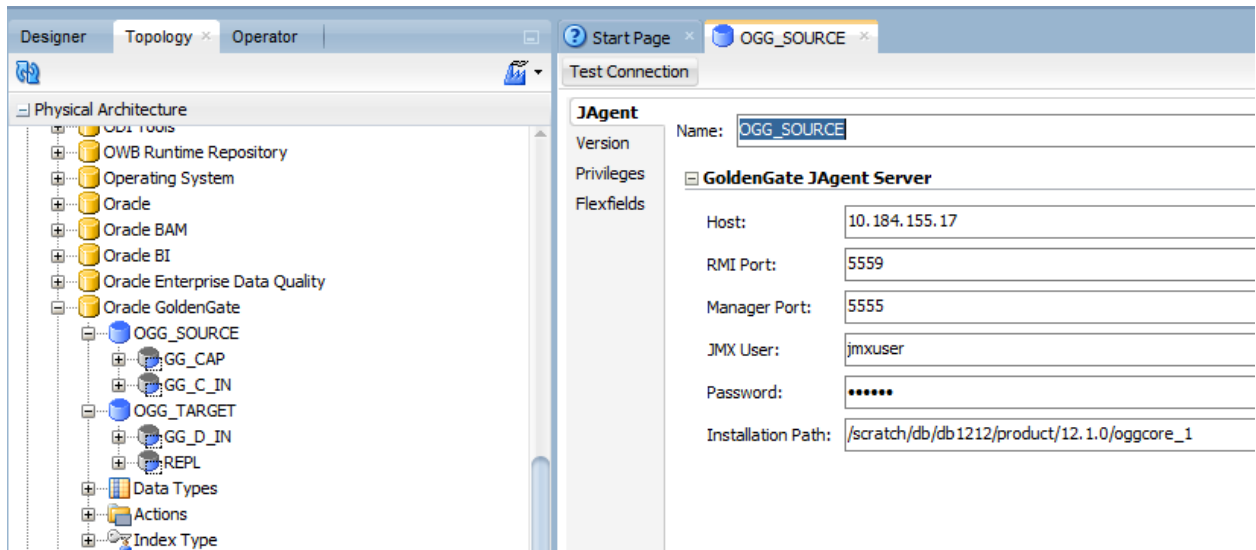 Designer Topology Operator
Start Page OGG_SOURCE
Test Connection
Physical Architecture
ODI Tools
OWB Runtime Repository
Operating System
Oracle
Oracle BAM
Oracle BI
Oracle Enterprise Data Quality
Oracle GoldenGate
OGG_SOURCE
GG_CAP
GG_C_IN
OGG_TARGET
GG_D_IN
REPL
Data Types
Actions
Index Type
JAgent
Version
Privileges
Flexfields
Name: OGG_SOURCE
GoldenGate JAgent Server
Host: 10.184.155.17
RMI Port: 5559
Manager Port: 5555
JMX User: jmxuser
Password: ••••••
Installation Path: /scratch/db/db1212/product/12.1.0/oggcore_1